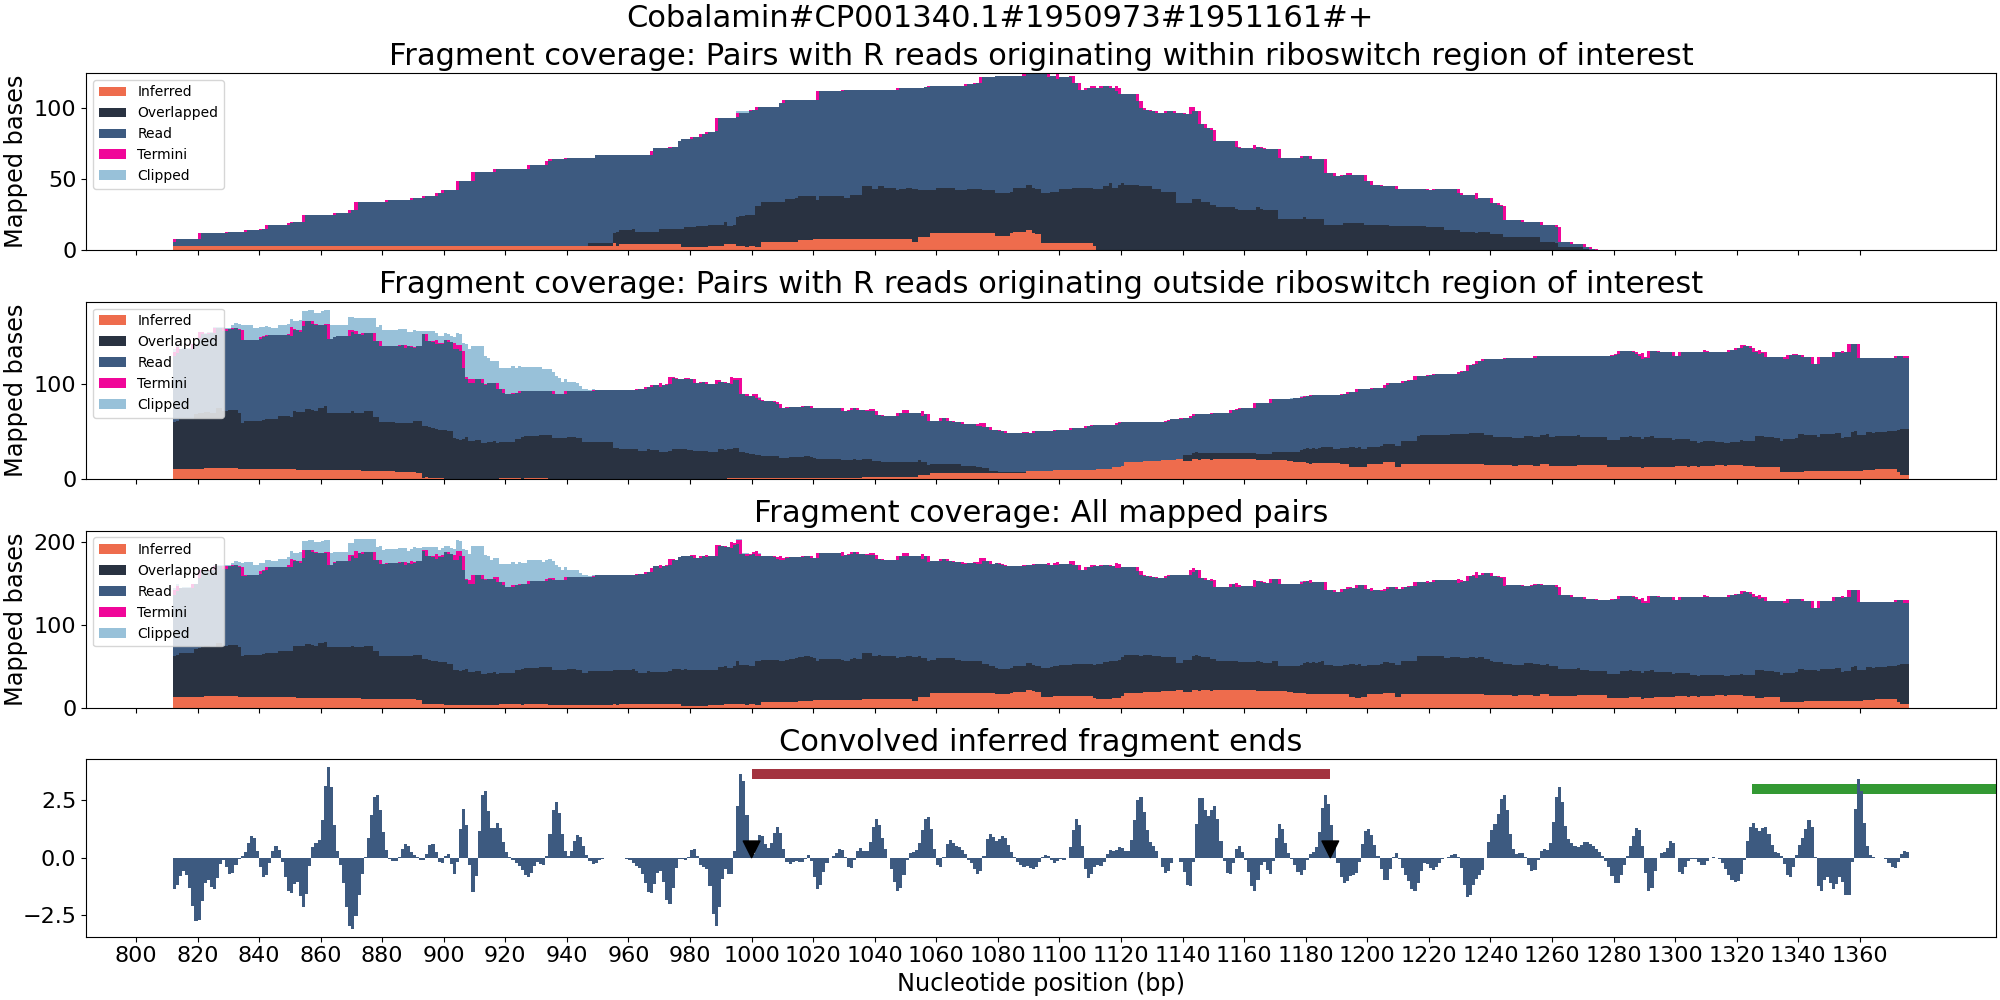 Cobalamin#CP001340.1#1950973#1951161#+
Fragment coverage: Pairs with R reads originating within riboswitch region of interest
Mapped bases
100
50
0
Inferred
Overlapped
Read
Termini
Clipped
Fragment coverage: Pairs with R reads originating outside riboswitch region of interest
Mapped bases
100
0
Inferred
Overlapped
Read
Termini
Clipped
Fragment coverage: All mapped pairs
Mapped bases
200
100
0
Inferred
Overlapped
Read
Termini
Clipped
Convolved inferred fragment ends
2.5
0.0
−2.5
800 820 840 860 880 900 920 940 960 980 1000 1020 1040 1060 1080 1100 1120 1140 1160 1180 1200 1220 1240 1260 1280 1300 1320 1340 1360
Nucleotide position (bp)